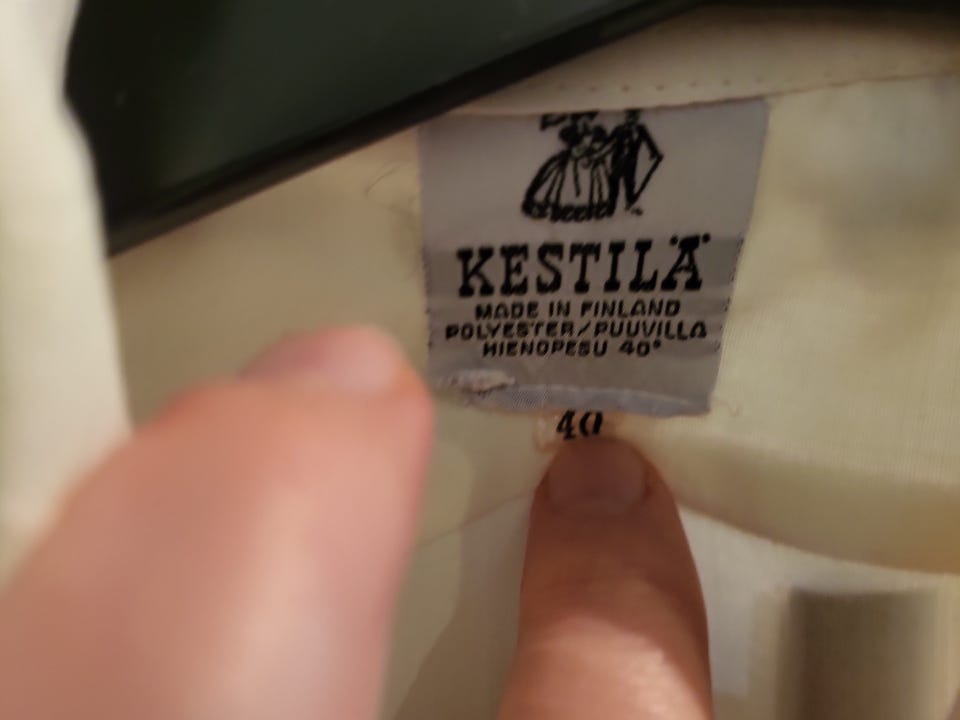 KESTILÄ
MADE IN FINLAND
POLYESTER/PUUVILLA
HIENOPESU 40°
40